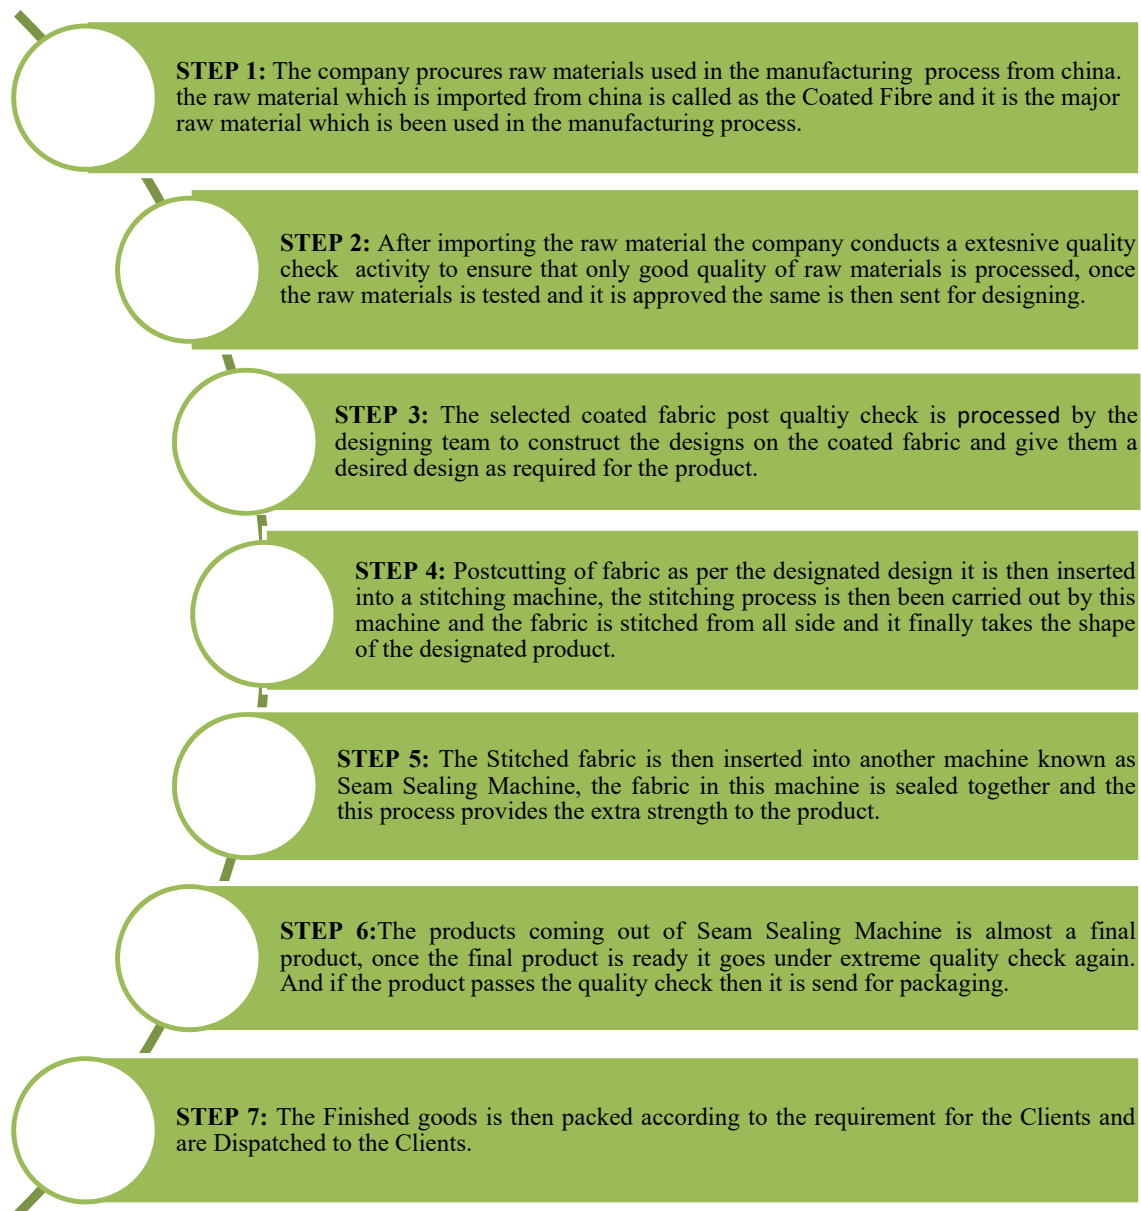 STEP 1: The company procures raw materials used in the manufacturing process from china.
the raw material which is imported from china is called as the Coated Fibre and it is the major
raw material which is been used in the manufacturing process.
STEP 2: After importing the raw material the company conducts a extesnive quality
check activity to ensure that only good quality of raw materials is processed, once
the raw materials is tested and it is approved the same is then sent for designing.
STEP 3: The selected coated fabric post qualtiy check is processed by the
designing team to construct the designs on the coated fabric and give them a
desired design as required for the product.
STEP 4: Postcutting of fabric as per the designated design it is then inserted
into a stitching machine, the stitching process is then been carried out by this
machine and the fabric is stitched from all side and it finally takes the shape
of the designated product.
STEP 5: The Stitched fabric is then inserted into another machine known as
Seam Sealing Machine, the fabric in this machine is sealed together and the
this process provides the extra strength to the product.
STEP 6:The products coming out of Seam Sealing Machine is almost a final
product, once the final product is ready it goes under extreme quality check again.
And if the product passes the quality check then it is send for packaging.
STEP 7: The Finished goods is then packed according to the requirement for the Clients and
are Dispatched to the Clients.